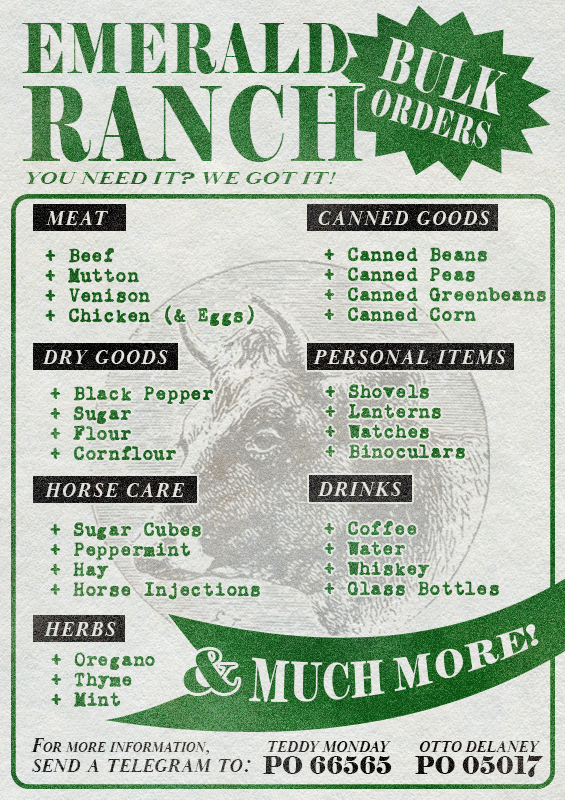 EMERALD
RANCH
BULK
ORDERS
YOU NEED IT? WE GOT IT!
MEAT
+ Beef
+ Mutton
+ Venison
+ Chicken (& Eggs)
CANNED GOODS
+ Canned Beans
+ Canned Peas
+ Canned Greenbeans
+ Canned Corn
DRY GOODS
+ Black Pepper
+ Sugar
+ Flour
+ Cornflour
PERSONAL ITEMS
+ Shovels
+ Lanterns
+ Watches
+ Binoculars
HORSE CARE
+ Sugar Cubes
+ Peppermint
+ Hay
+ Horse Injections
DRINKS
+ Coffee
+ Water
+ Whiskey
+ Glass Bottles
HERBS
+ Oregano
+ Thyme
+ Mint
& MUCH MORE!
FOR MORE INFORMATION,
SEND A TELEGRAM TO:
TEDDY MONDAY
PO 66565
OTTO DELANEY
PO 05017